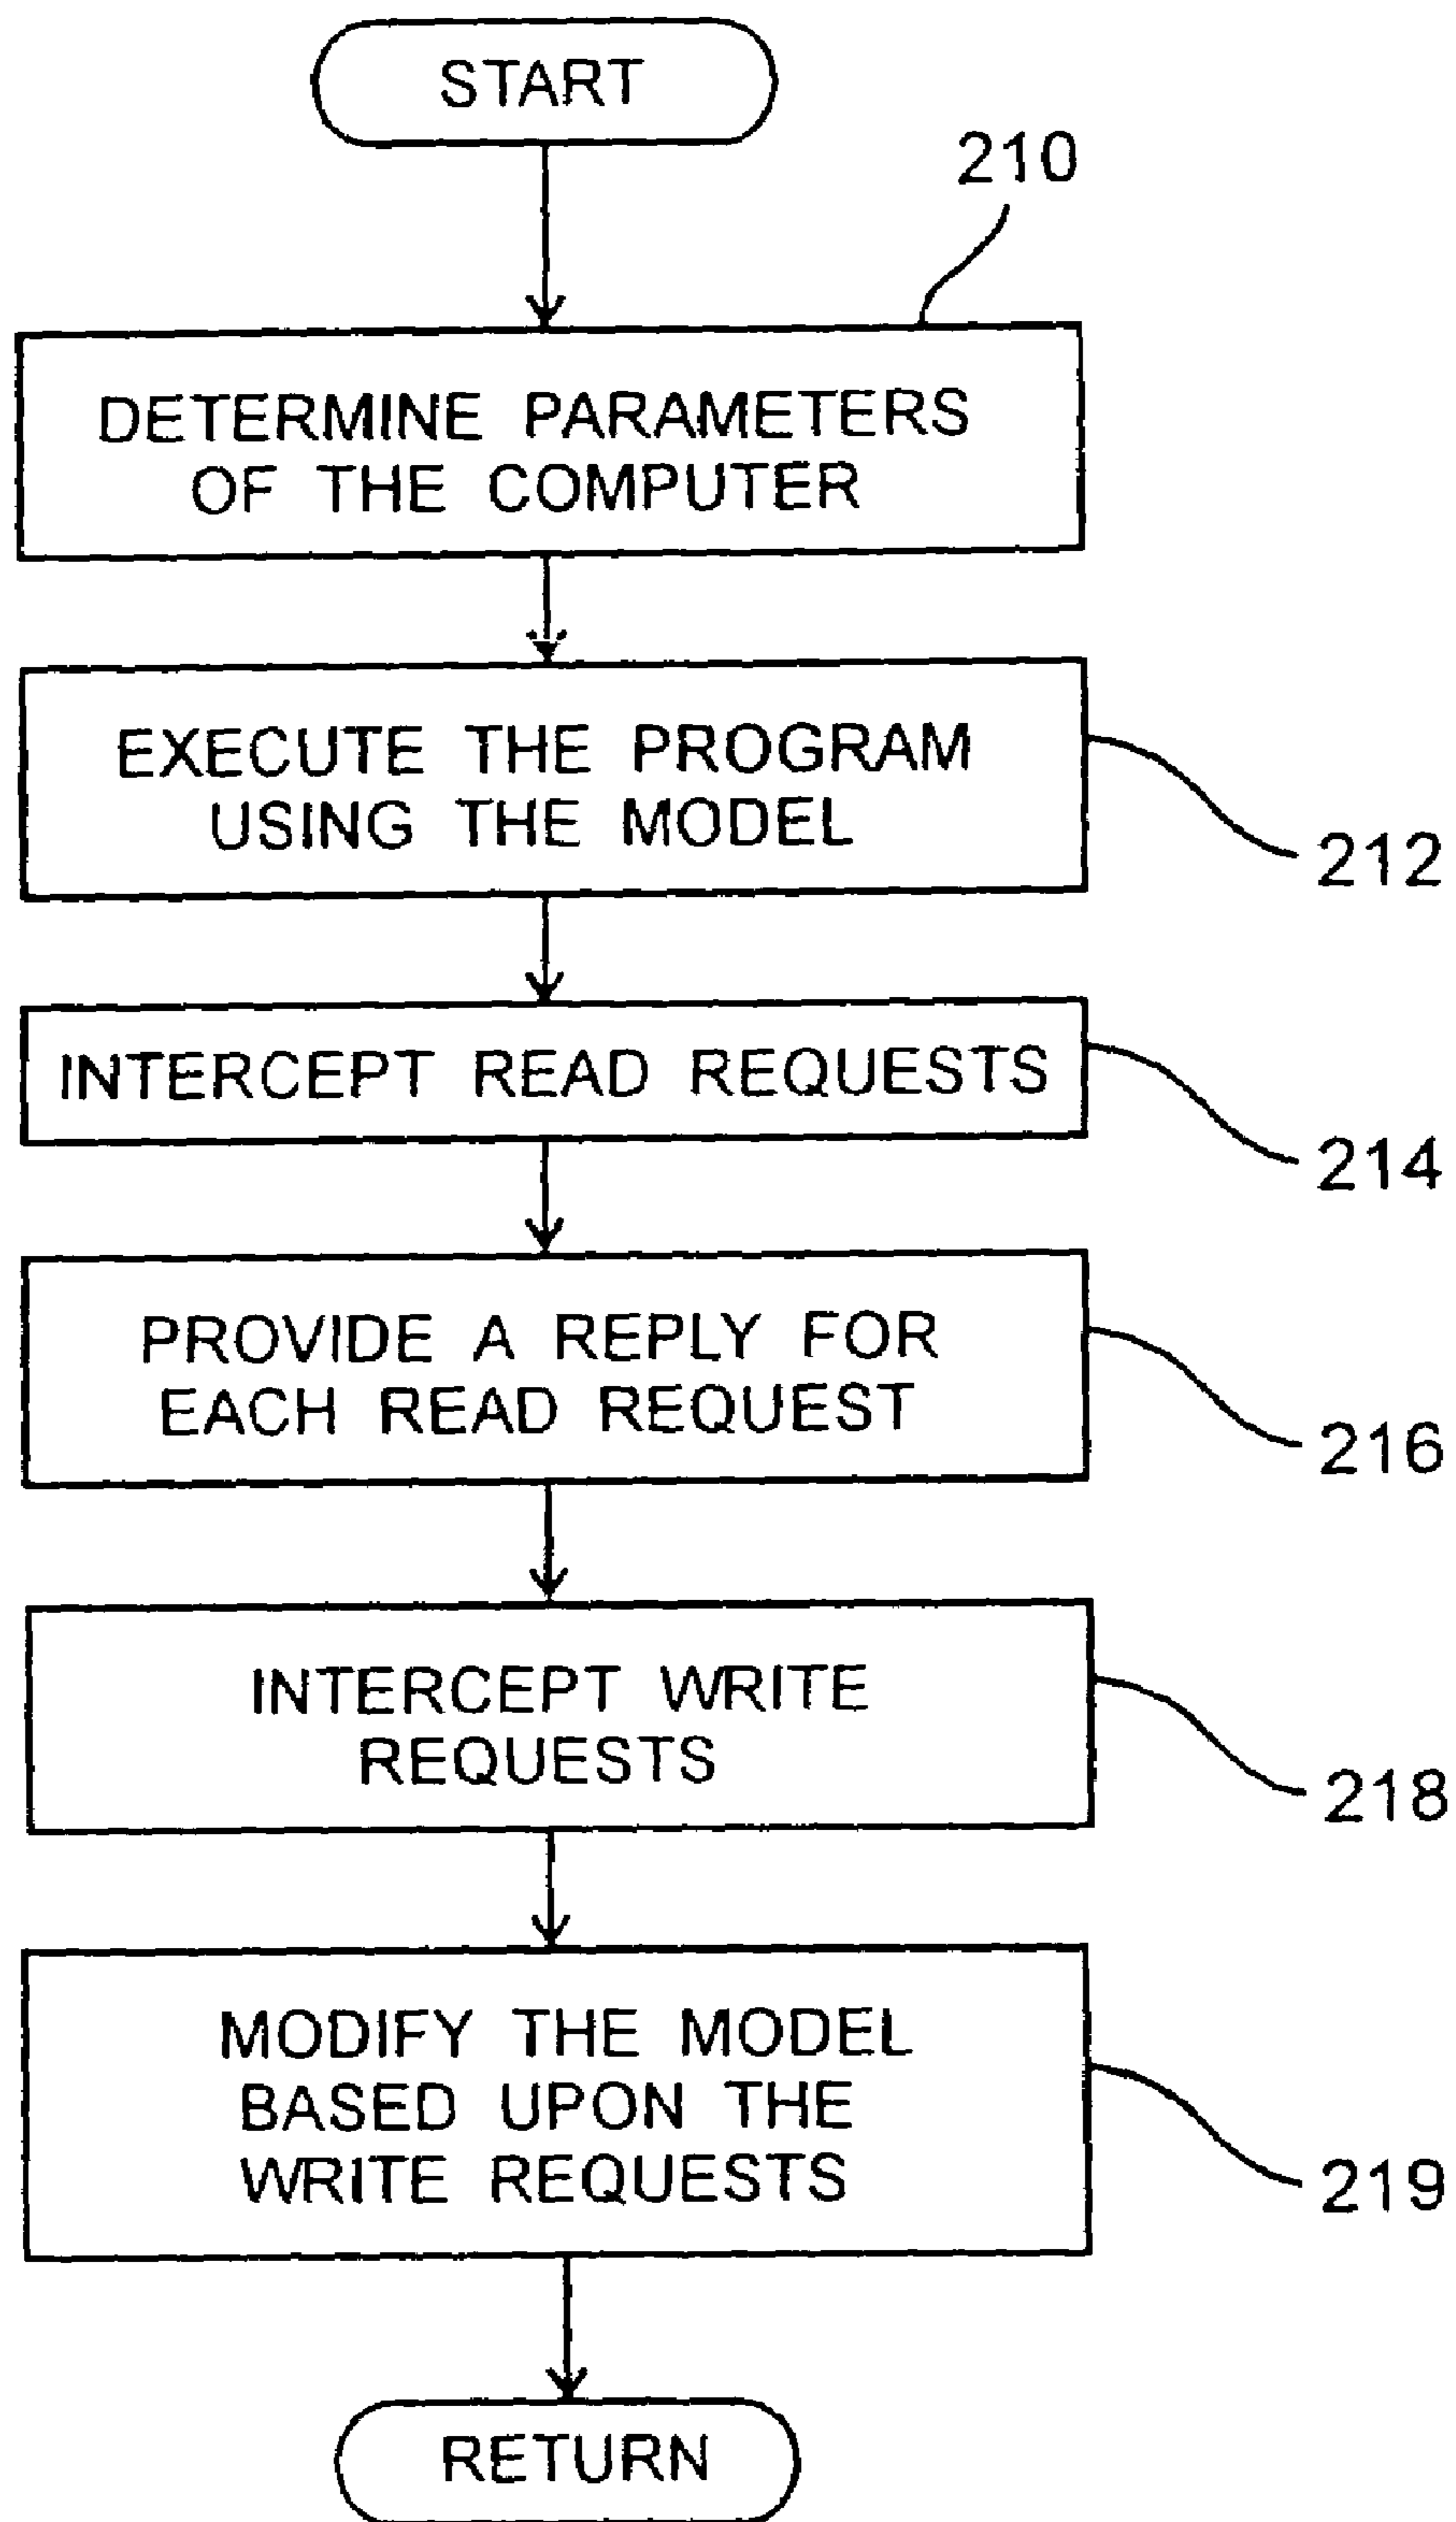 START
210
DETERMINE PARAMETERS
OF THE COMPUTER
EXECUTE THE PROGRAM
USING THE MODEL
212
INTERCEPT READ REQUESTS
214
PROVIDE A REPLY FOR
EACH READ REQUEST
216
INTERCEPT WRITE
REQUESTS
218
MODIFY THE MODEL
BASED UPON THE
WRITE REQUESTS
219
RETURN